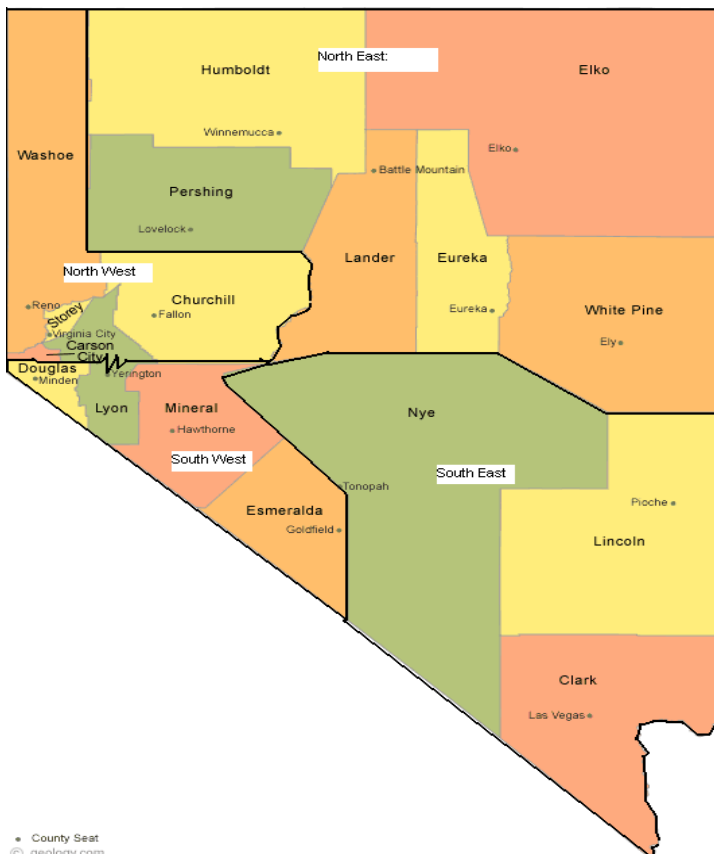 North East:
Humboldt
Elko
Winnemucca
Elko
Washoe
Battle Mountain
Pershing
Lovelock
Lander
Eureka
North West
Churchill
Reno
Storey
Fallon
Eureka
White Pine
Virginia City
Carson
City
Ely
Douglas
Minden
Yerington
Lyon
Mineral
Nye
Hawthorne
South West
South East
Tonopah
Pioche
Esmeralda
Goldfield
Lincoln
Clark
Las Vegas
County Seat
© geology.com